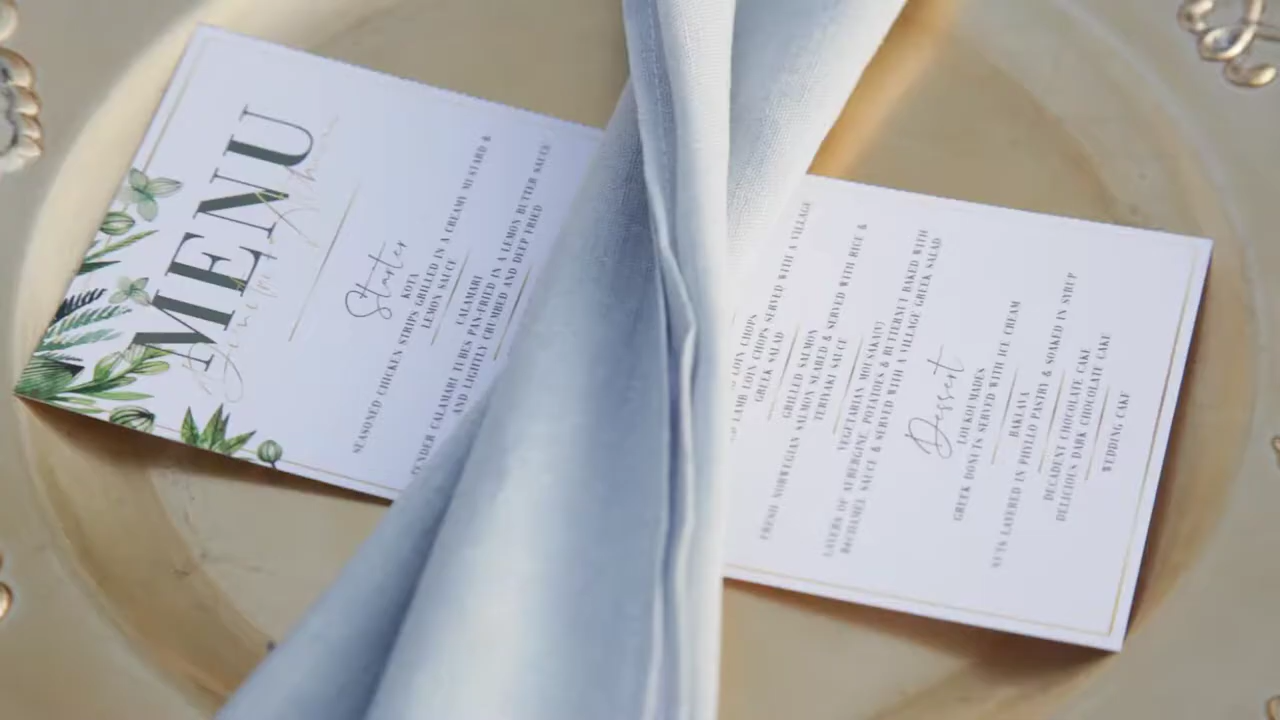 MENU
Starter
KOTA
SEASONED CHICKEN STRIPS GRILLED IN A CREAMY MUSTARD &
LEMON SAUCE
CALAMARI
TENDER CALAMARI TUBES PAN-FRIED IN A LEMON BUTTER SAUCE
AND LIGHTLY CRUMBED AND DEEP FRIED
LOIN CHOPS
LAMB LOIN CHOPS SERVED WITH A VILLAGE
GREEK SALAD
GRILLED SALMON
FRESH NORWEGIAN SALMON SEARED & SERVED WITH RICE &
TERIYAKI SAUCE
VEGETARIAN MOUSAKA(V)
LAYERS OF AUBERGINE, POTATOES & BUTTERNUT BAKED WITH
BECHAMEL SAUCE & SERVED WITH A VILLAGE GREEK SALAD
Dessert
LOUKOUMADES
GREEK DONUTS SERVED WITH ICE CREAM
BAKLAVA
NUTS LAYERED IN PHYLLO PASTRY & SOAKED IN SYRUP
DECADENT CHOCOLATE CAKE
DELICIOUS DARK CHOCOLATE CAKE
WEDDING CAKE